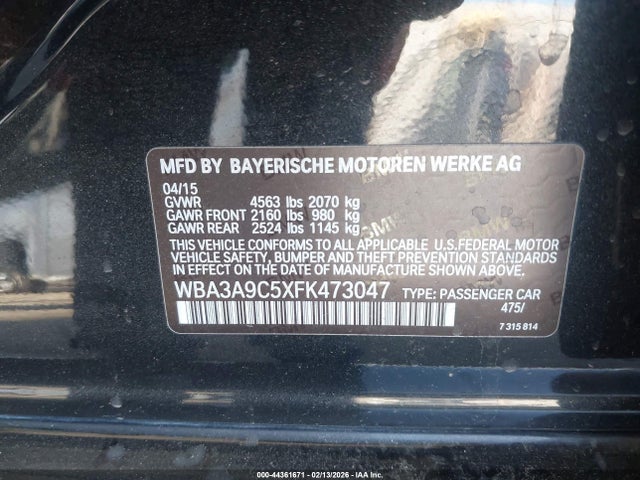 MFD BY BAYERISCHE MOTOREN WERKE AG
04/15
GVWR 4563 lbs 2070 kg
GAWR FRONT 2160 lbs 980 kg
GAWR REAR 2524 lbs 1145 kg
THIS VEHICLE CONFORMS TO ALL APPLICABLE U.S.FEDERAL MOTOR
VEHICLE SAFETY, BUMPER AND THEFT PREVENTION STANDARDS
IN EFFECT ON THE DATE OF MANUFACTURE SHOWN ABOVE.
WBA3A9C5XFK473047 TYPE: PASSENGER CAR
475/
7 315 814
000-44361671 - 02/13/2026 - IAA Inc.